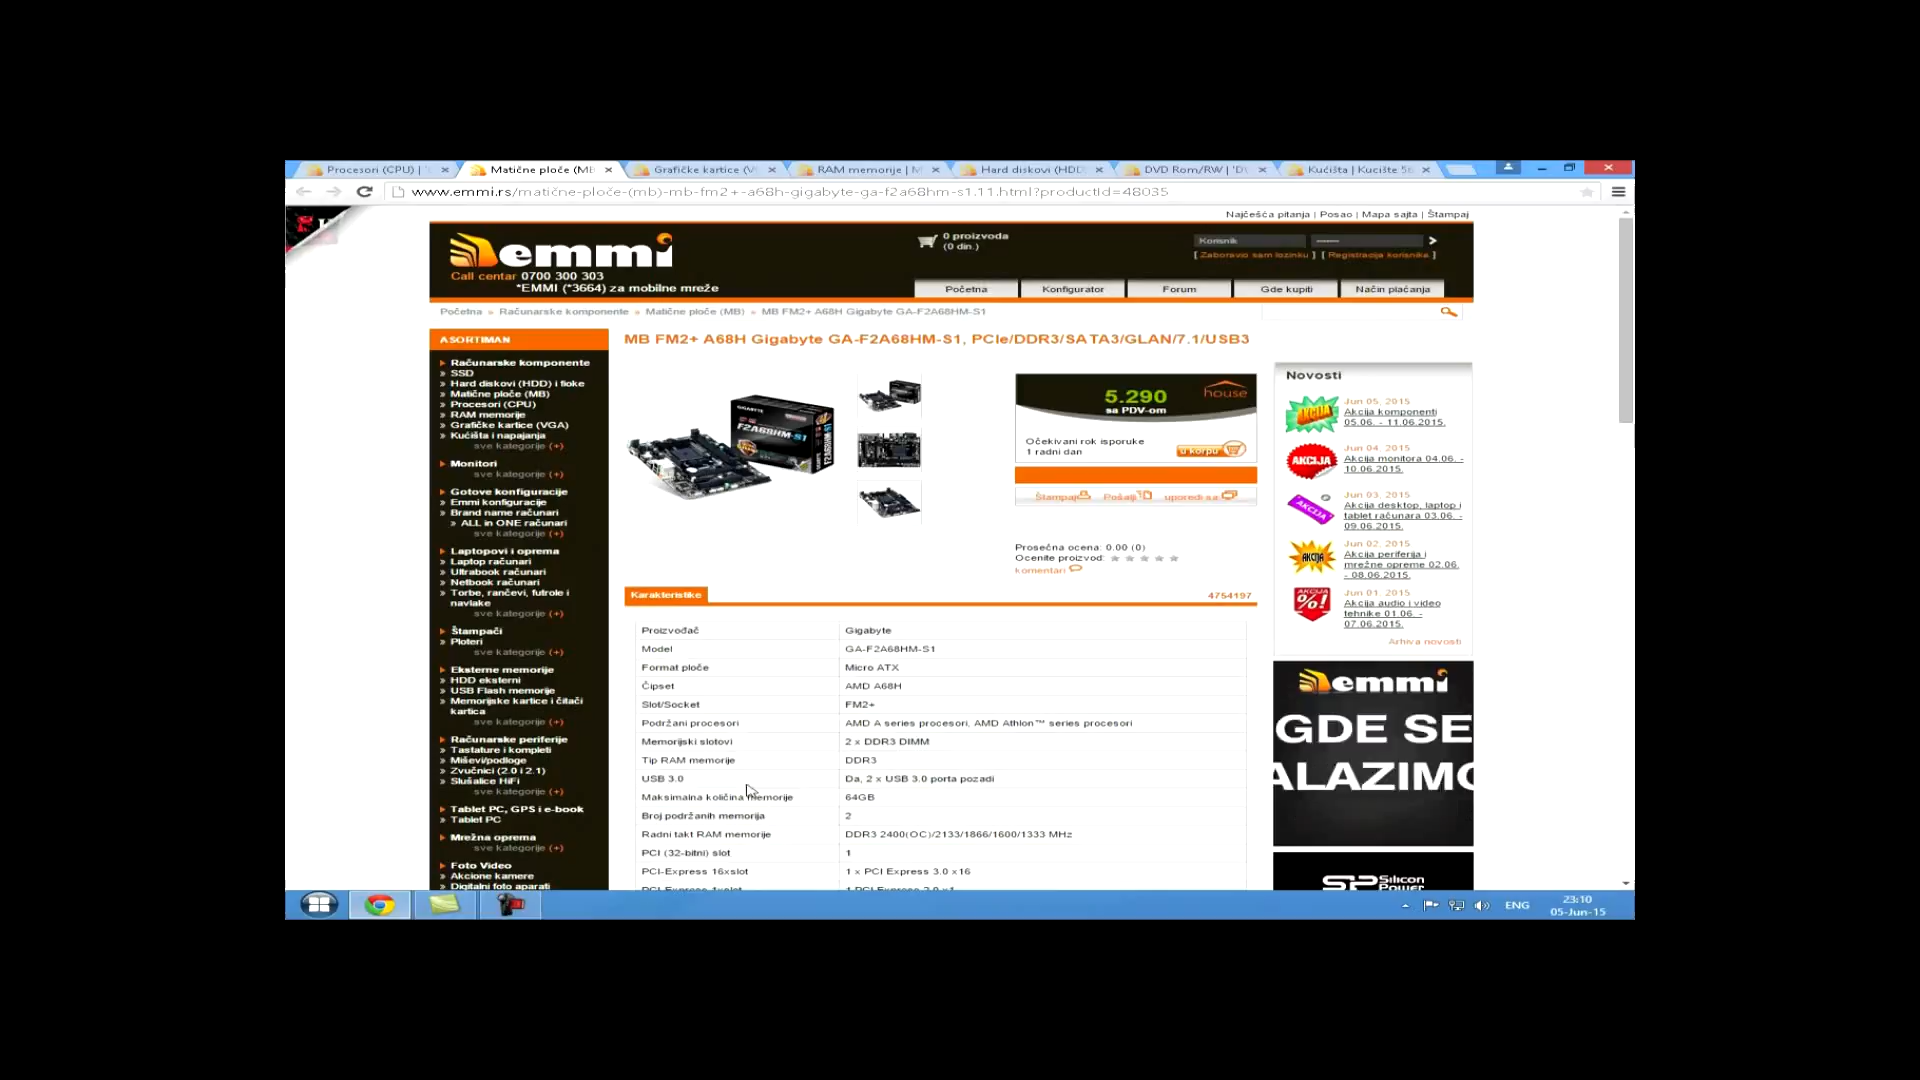 Procesori (CPU) |
Matične ploče (MB
Grafičke kartice (V
RAM memorije | M
Hard diskovi (HDD
DVD Rom/RW | 'D
Kućišta | Kucište
www.emmi.rs/matične-ploče-(mb)-mb-fm2+-a68h-gigabyte-ga-f2a68hm-s1.11.html?productId=48035
Najčešća pitanja | Posao | Mapa sajta | Štampaj
emmi
Call centar 0700 300 303
*EMMI (*3664) za mobilne mreže
0 proizvoda
(0 din.)
Korisnik
[ Zaboravio sam lozinku ] [ Registracija korisnika ]
Početna
Konfigurator
Forum
Gde kupiti
Način plaćanja
Početna » Računarske komponente » Matične ploče (MB) » MB FM2+ A68H Gigabyte GA-F2A68HM-S1
ASORTIMAN
Računarske komponente
» SSD
» Hard diskovi (HDD) i fioke
» Matične ploče (MB)
» Procesori (CPU)
» RAM memorije
» Grafičke kartice (VGA)
» Kućišta i napajanja
sve kategorije (+)
Monitori
sve kategorije (+)
Gotove konfiguracije
» Emmi konfiguracije
» Brand name računari
» ALL in ONE računari
sve kategorije (+)
Laptopovi i oprema
» Laptop računari
» Ultrabook računari
» Netbook računari
» Torbe, rančevi, futrole i
navlake
sve kategorije (+)
Štampači
» Ploteri
sve kategorije (+)
Eksterne memorije
» HDD eksterni
» USB Flash memorije
» Memorijske kartice i čitači
kartica
sve kategorije (+)
Računarske periferije
» Tastature i kompleti
» Miševi/podloge
» Zvučnici (2.0 i 2.1)
» Slušalice HiFi
sve kategorije (+)
Tablet PC, GPS i e-book
» Tablet PC
Mrežna oprema
sve kategorije (+)
Foto Video
» Akcione kamere
» Digitalni foto aparati
MB FM2+ A68H Gigabyte GA-F2A68HM-S1, PCIe/DDR3/SATA3/GLAN/7.1/USB3
GIGABYTE
F2A68HM-S1
5.290
sa PDV-om
house
Očekivani rok isporuke
1 radni dan
u korpu
Štampaj
Pošalji
uporedi sa
Prosečna ocena: 0.00 (0)
Ocenite proizvod:
komentari
Karakteristike
4754197
Proizvođač Gigabyte
Model GA-F2A68HM-S1
Format ploče Micro ATX
Čipset AMD A68H
Slot/Socket FM2+
Podržani procesori AMD A series procesori, AMD Athlon™ series procesori
Memorijski slotovi 2 x DDR3 DIMM
Tip RAM memorije DDR3
USB 3.0 Da, 2 x USB 3.0 porta pozadi
Maksimalna količina memorije 64GB
Broj podržanih memorija 2
Radni takt RAM memorije DDR3 2400(OC)/2133/1866/1600/1333 MHz
PCI (32-bitni) slot 1
PCI-Express 16xslot 1 x PCI Express 3.0 x16
PCI-Express 1xslot 1 PCI Express 2.0 x1
Novosti
AKCIJA
Jun 05. 2015
Akcija komponenti
05.06. - 11.06.2015.
AKCIJA
Jun 04. 2015
Akcija monitora 04.06. -
10.06.2015.
AKCIJA
Jun 03. 2015
Akcija desktop, laptop i
tablet računara 03.06. -
09.06.2015.
AKCIJA
Jun 02. 2015
Akcija periferija i
mrežne opreme 02.06.
- 08.06.2015.
AKCIJA
%!
Jun 01. 2015
Akcija audio i video
tehnike 01.06. -
07.06.2015.
Arhiva novosti
emmi
GDE SE
ALAZIMO
SP Silicon
Power
ENG
23:10
05-Jun-15